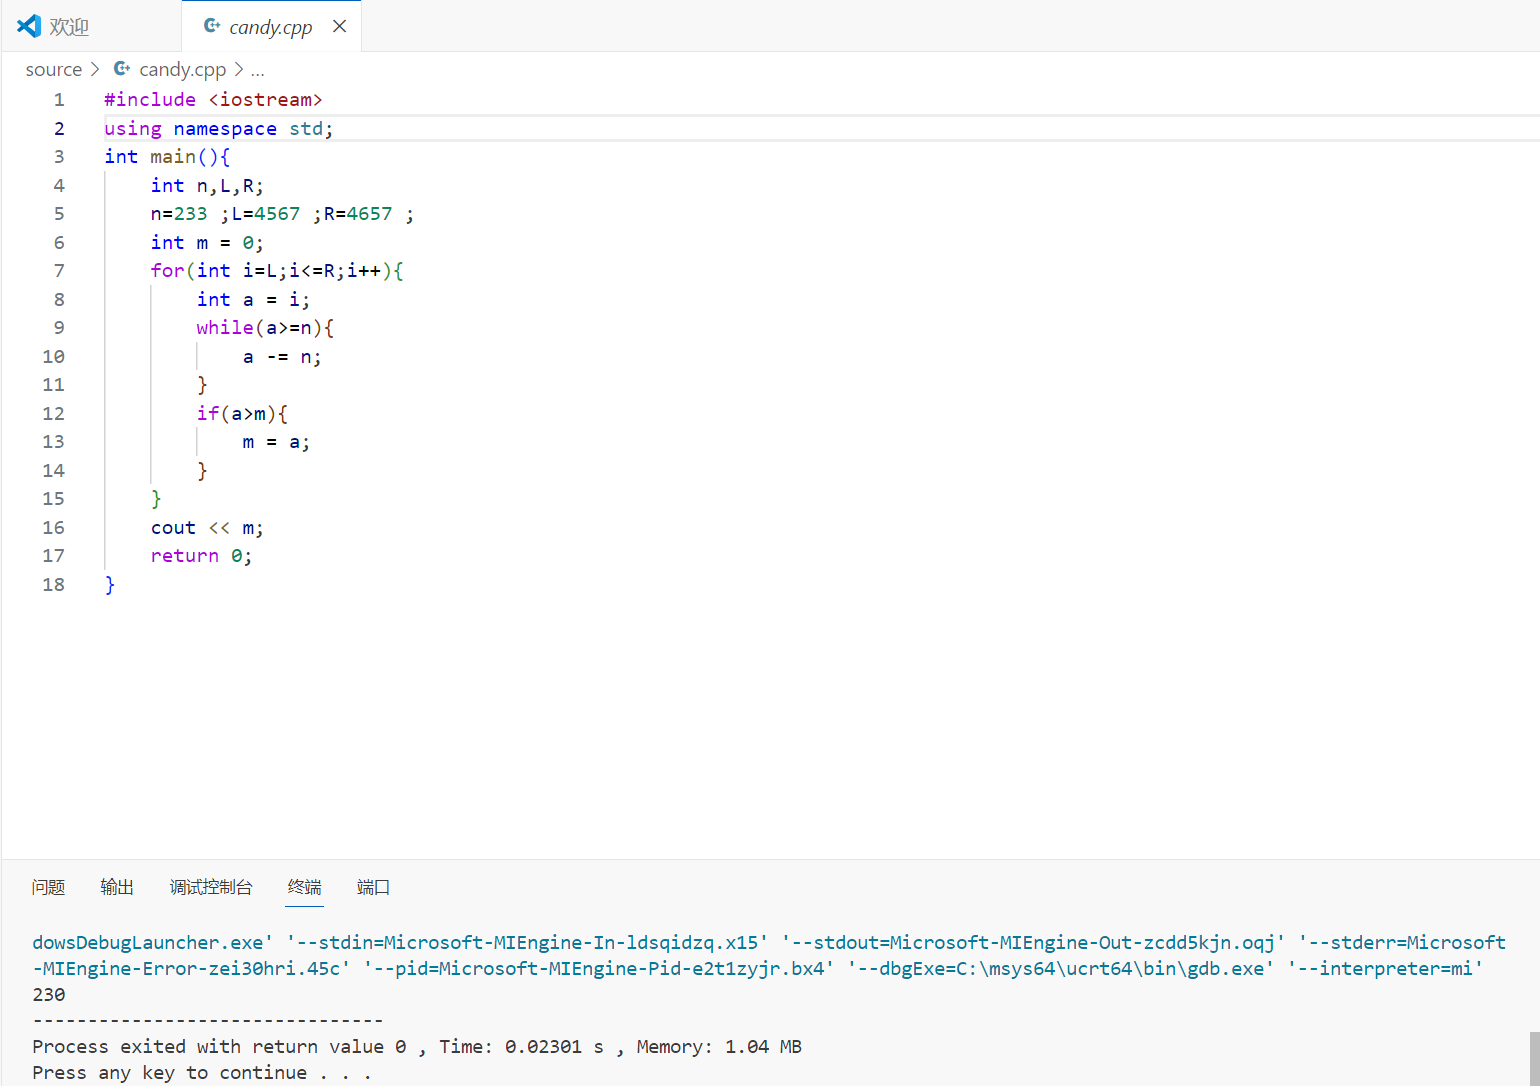 欢迎 candy.cpp
source > candy.cpp > ...
1 #include <iostream>
2 using namespace std;
3 int main(){
4     int n,L,R;
5     n=233 ;L=4567 ;R=4657 ;
6     int m = 0;
7     for(int i=L;i<=R;i++){
8         int a = i;
9         while(a>=n){
10             a -= n;
11         }
12         if(a>m){
13             m = a;
14         }
15     }
16     cout << m;
17     return 0;
18 }
问题 输出 调试控制台 终端 端口
dowsDebugLauncher.exe' '--stdin=Microsoft-MIEngine-In-ldsqidzq.x15' '--stdout=Microsoft-MIEngine-Out-zcdd5kjn.oqj' '--stderr=Microsoft
-MIEngine-Error-zei30hri.45c' '--pid=Microsoft-MIEngine-Pid-e2t1zyjr.bx4' '--dbgExe=C:\msys64\ucrt64\bin\gdb.exe' '--interpreter=mi'
230
--------------------------------
Process exited with return value 0 , Time: 0.02301 s , Memory: 1.04 MB
Press any key to continue . . .